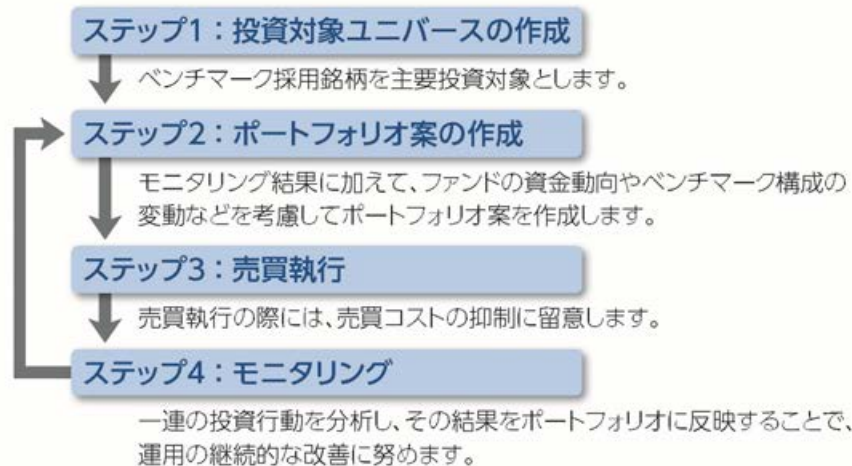 ステップ1：投資対象ユニバースの作成
ベンチマーク採用銘柄を主要投資対象とします。
ステップ2：ポートフォリオ案の作成
モニタリング結果に加えて、ファンドの資金動向やベンチマーク構成の
変動などを考慮してポートフォリオ案を作成します。
ステップ3：売買執行
売買執行の際には、売買コストの抑制に留意します。
ステップ4：モニタリング
一連の投資行動を分析し、その結果をポートフォリオに反映することで、
運用の継続的な改善に努めます。